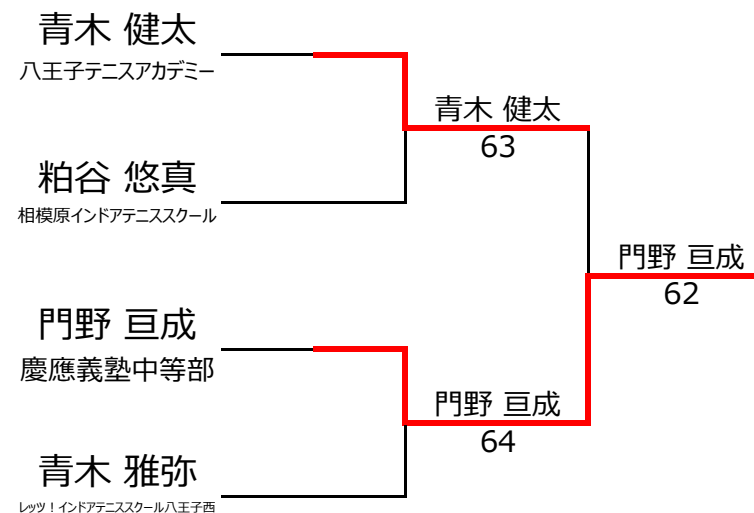 青木 健太
八王子テニスアカデミー
青木 健太
63
粕谷 悠真
相模原インドアテニススクール
門野 亘成
62
門野 亘成
慶應義塾中等部
門野 亘成
64
青木 雅弥
レッツ！インドアテニススクール八王子西